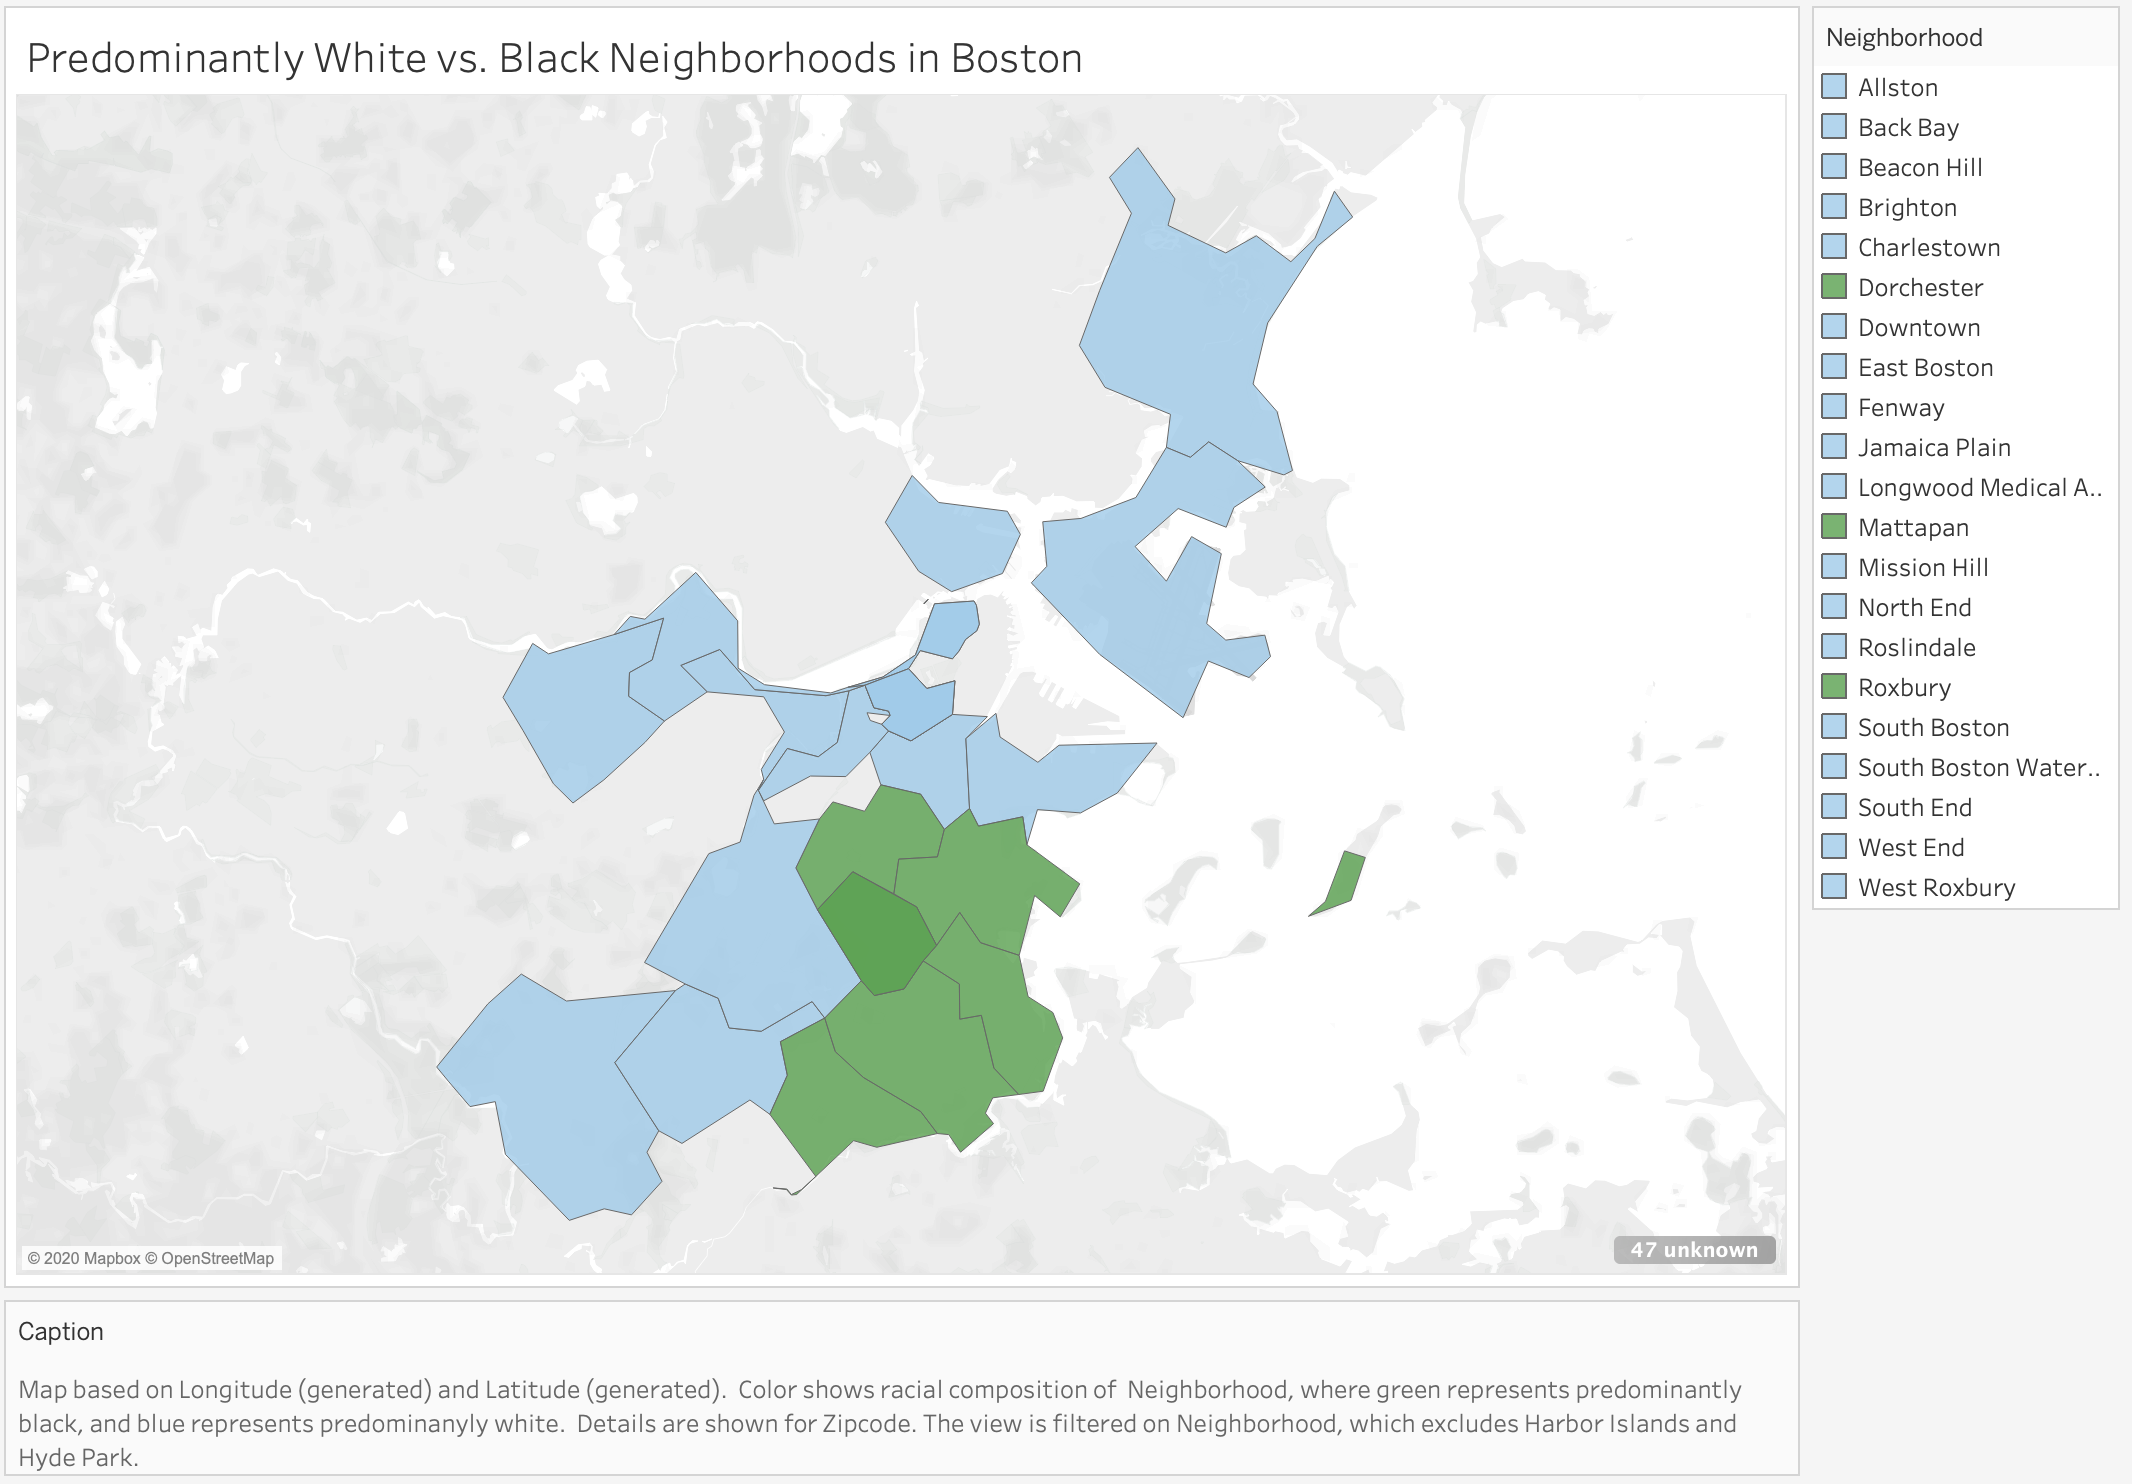 Predominantly White vs. Black Neighborhoods in Boston
© 2020 Mapbox © OpenStreetMap
47 unknown
Neighborhood
Allston
Back Bay
Beacon Hill
Brighton
Charlestown
Dorchester
Downtown
East Boston
Fenway
Jamaica Plain
Longwood Medical A..
Mattapan
Mission Hill
North End
Roslindale
Roxbury
South Boston
South Boston Water..
South End
West End
West Roxbury
Caption
Map based on Longitude (generated) and Latitude (generated).  Color shows racial composition of  Neighborhood, where green represents predominantly
black, and blue represents predominanyly white.  Details are shown for Zipcode. The view is filtered on Neighborhood, which excludes Harbor Islands and
Hyde Park.